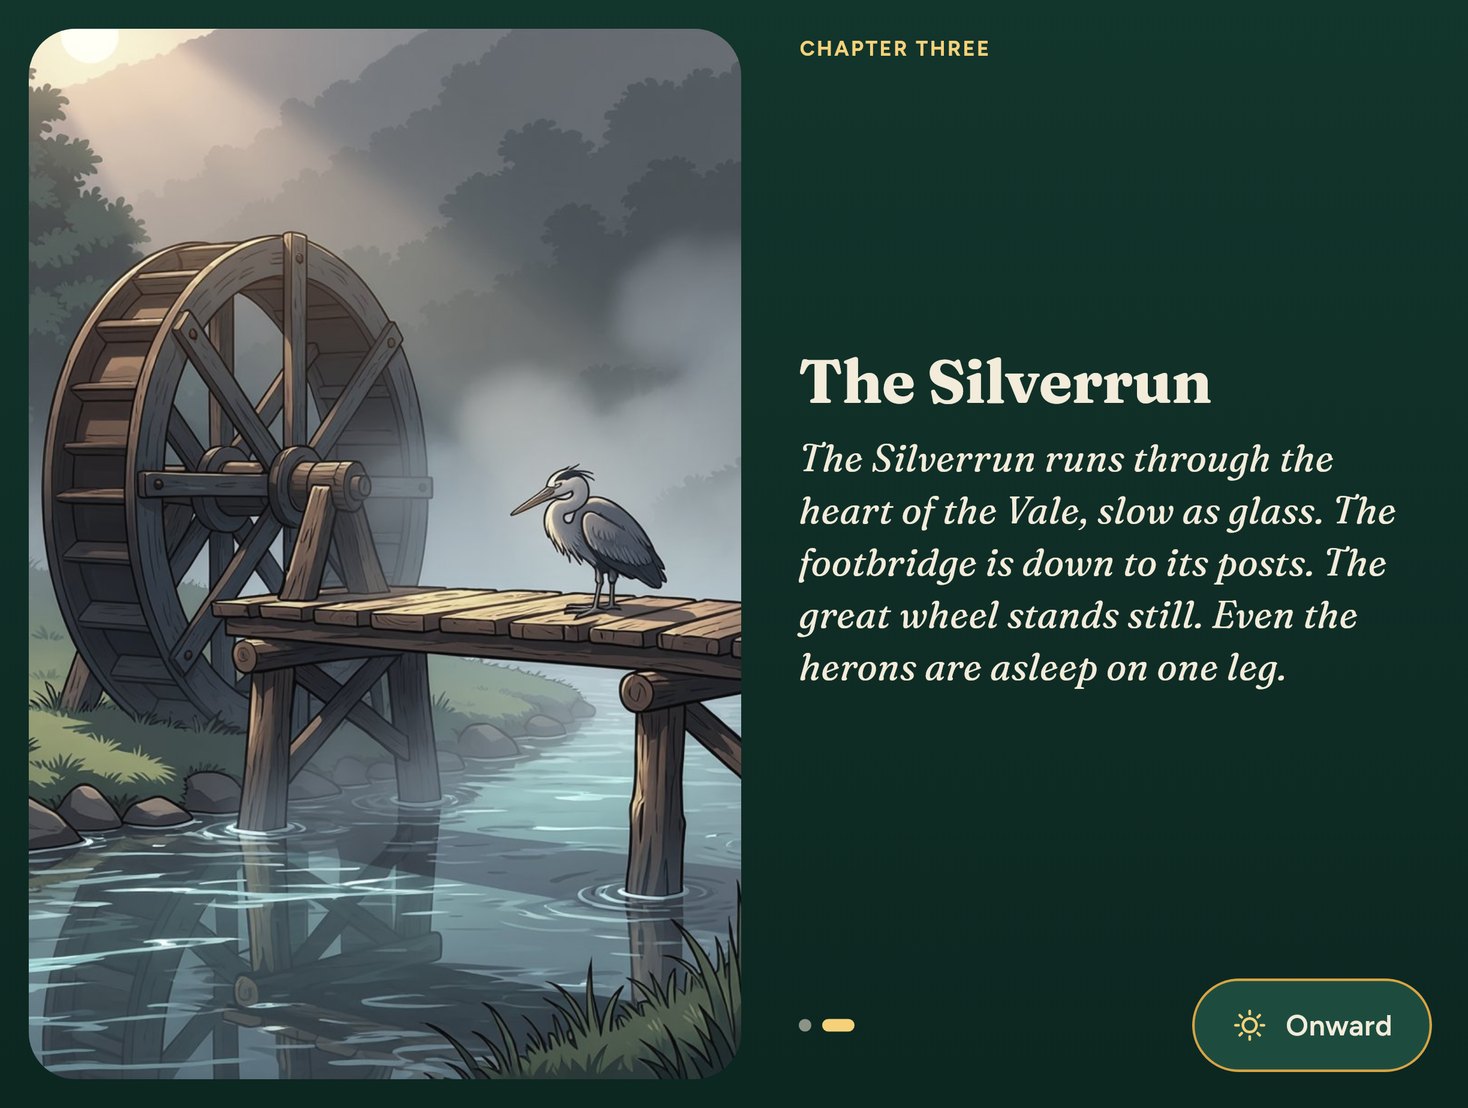 CHAPTER THREE
The Silverrun
The Silverrun runs through the
heart of the Vale, slow as glass. The
footbridge is down to its posts. The
great wheel stands still. Even the
herons are asleep on one leg.
Onward